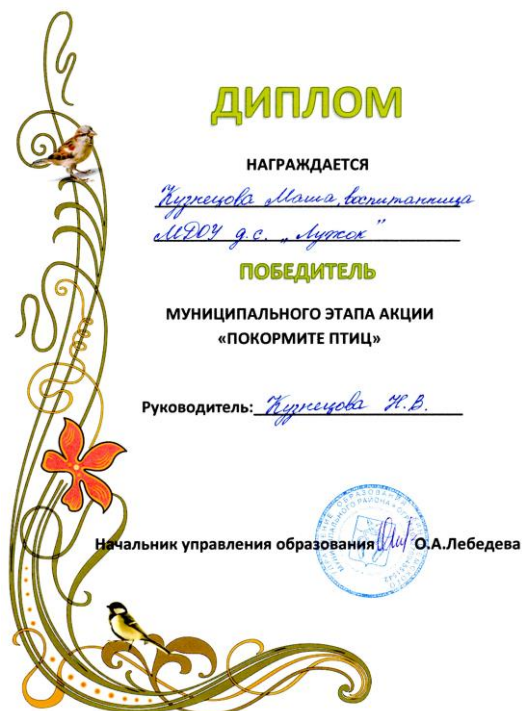 ДИПЛОМ
НАГРАЖДАЕТСЯ
Кузнецова Маша, воспитанница
МДОУ д.с. „Лужок"
ПОБЕДИТЕЛЬ
МУНИЦИПАЛЬНОГО ЭТАПА АКЦИИ
«ПОКОРМИТЕ ПТИЦ»
Руководитель: Кузнецова Н.В.
Начальник управления образования О.А.Лебедева